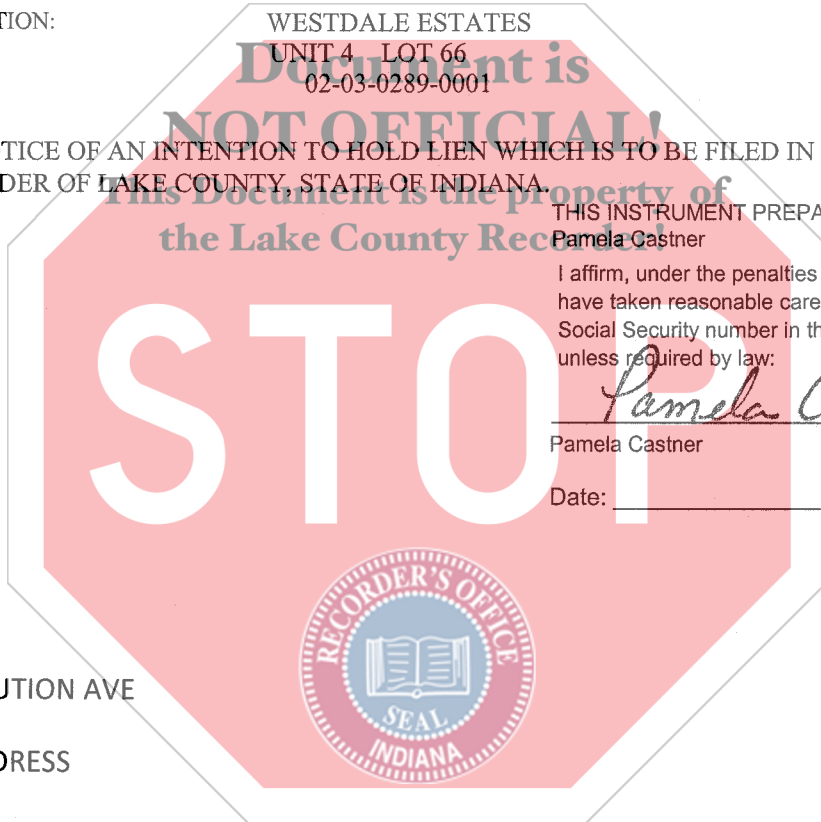 TION:
WESTDALE ESTATES
UNIT 4 LOT 66
02-03-0289-0001
Document is
NOT OFFICIAL!
This Document is the property of
the Lake County Recorder!
TICE OF AN INTENTION TO HOLD LIEN WHICH IS TO BE FILED IN
DER OF LAKE COUNTY, STATE OF INDIANA.
THIS INSTRUMENT PREPA
Pamela Castner
I affirm, under the penalties
have taken reasonable care
Social Security number in th
unless required by law:
Pamela C
Pamela Castner
Date:
STOP
RECORDER'S OFFICE
SEAL
INDIANA
UTION AVE
DRESS